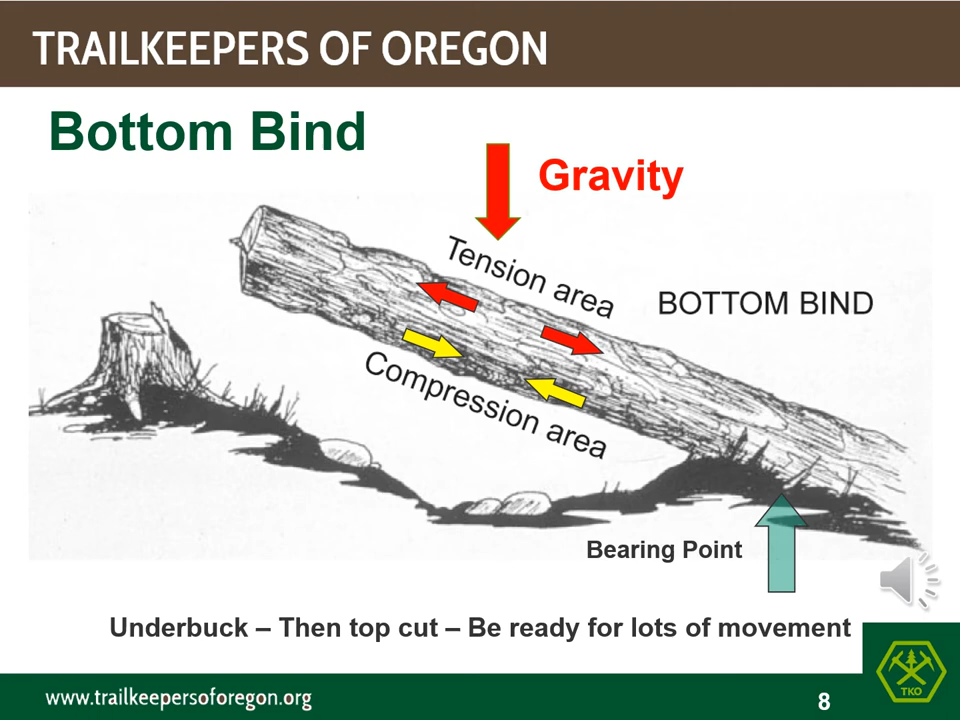 TRAILKEEPERS OF OREGON
Bottom Bind
Gravity
Tension area
BOTTOM BIND
Compression area
Bearing Point
Underbuck – Then top cut – Be ready for lots of movement
TKO
www.trailkeepersoforegon.org
8